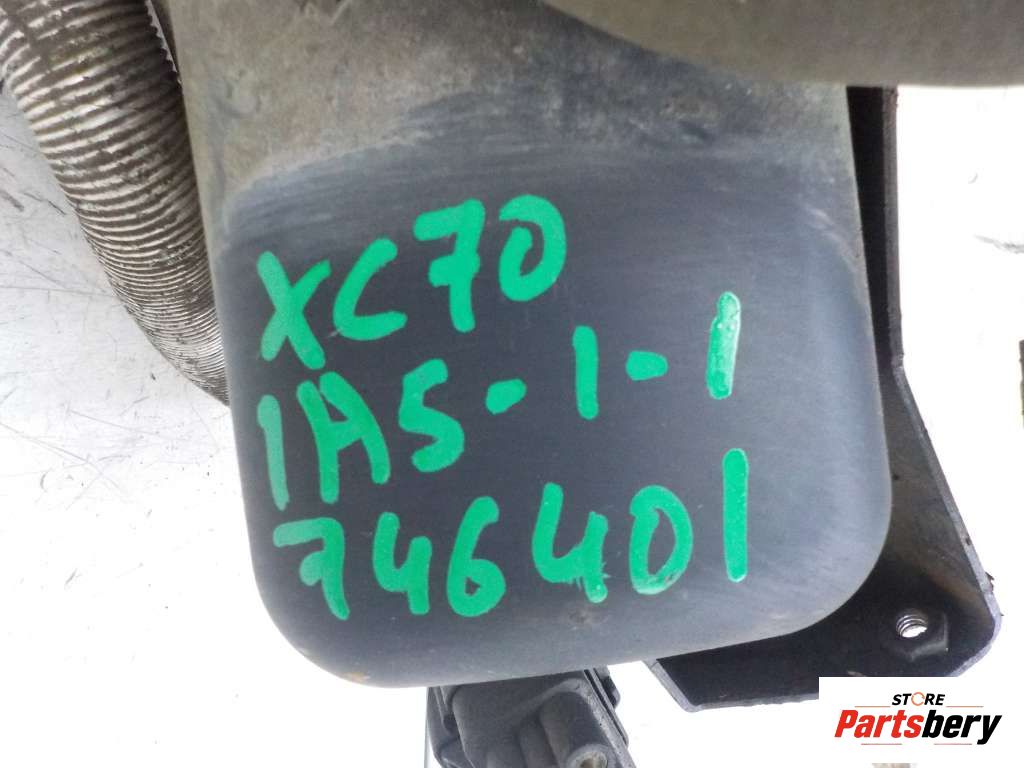 XC70
1A5-1-1
746401
STORE
Partsbery